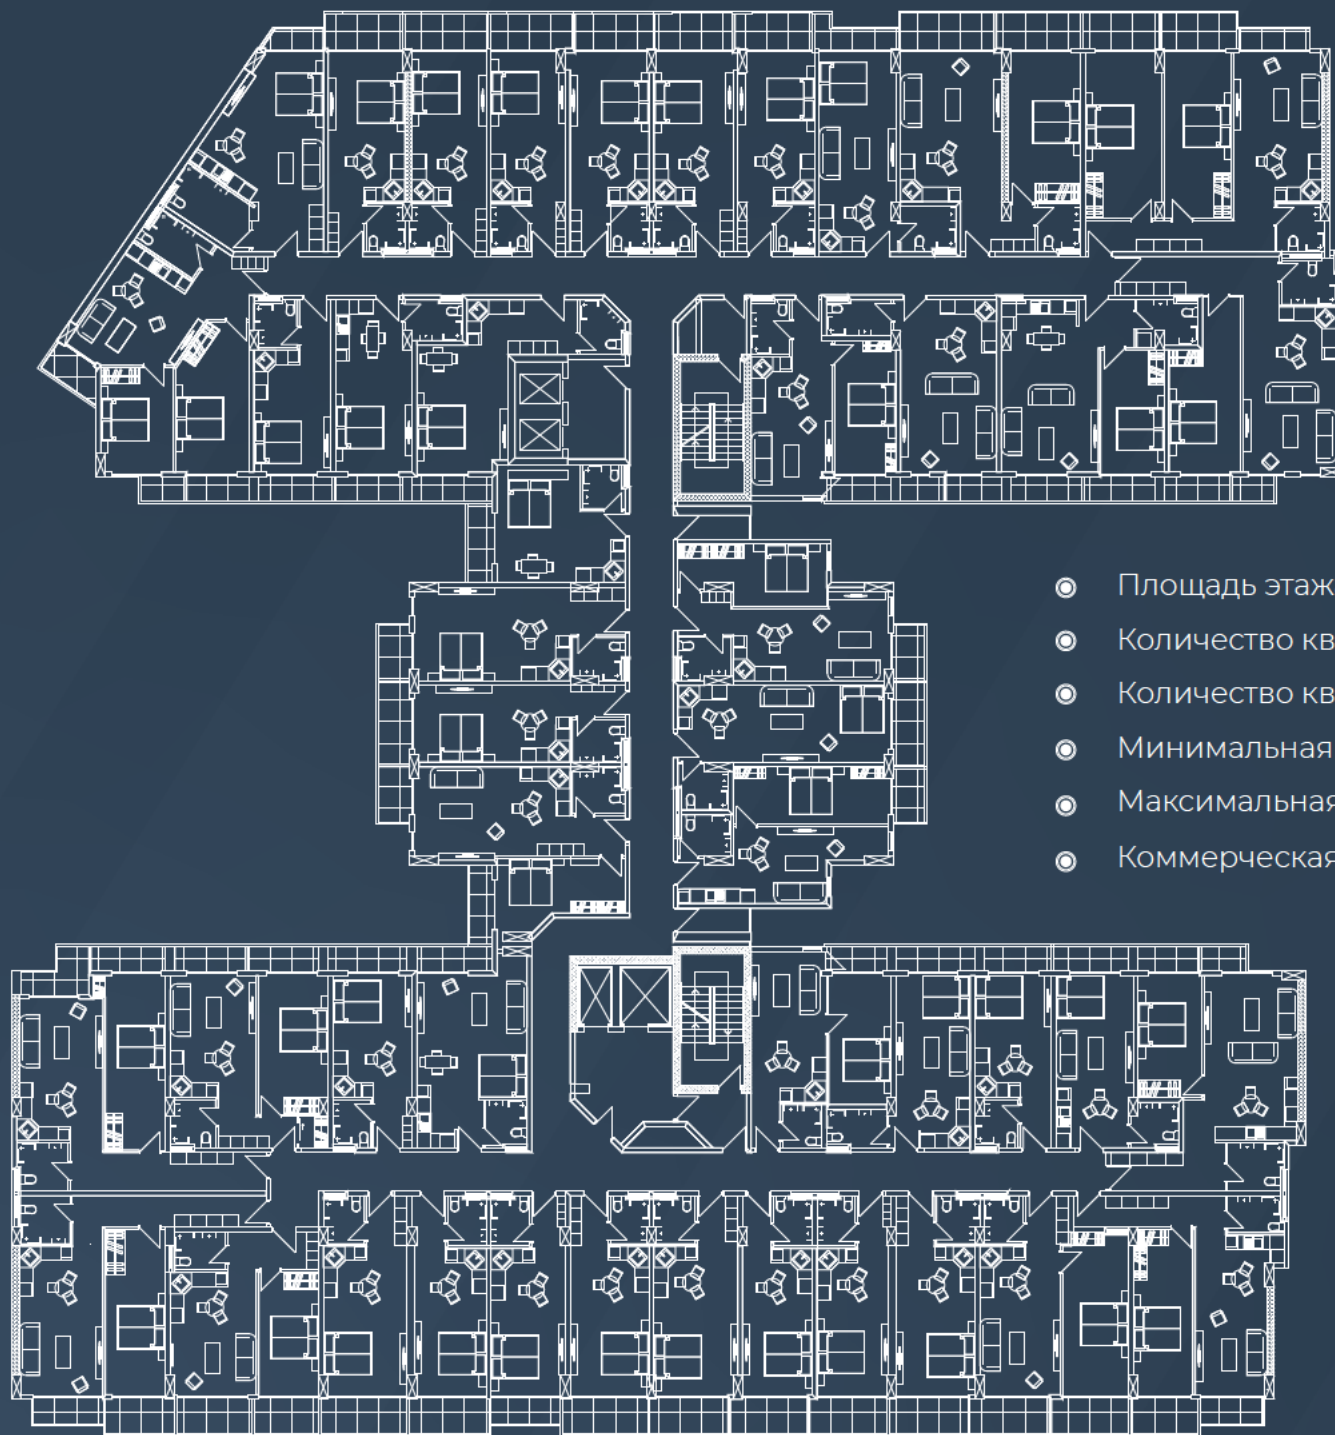 Площадь этаж
Количество кв
Количество кв
Минимальная
Максимальная
Коммерческая